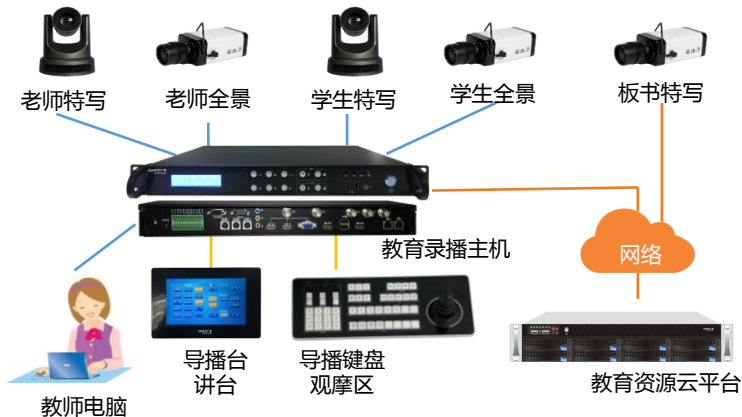 老师特写
老师全景
学生特写
学生全景
板书特写
教育录播主机
网络
导播台
讲台
导播键盘
观摩区
教师电脑
教育资源云平台